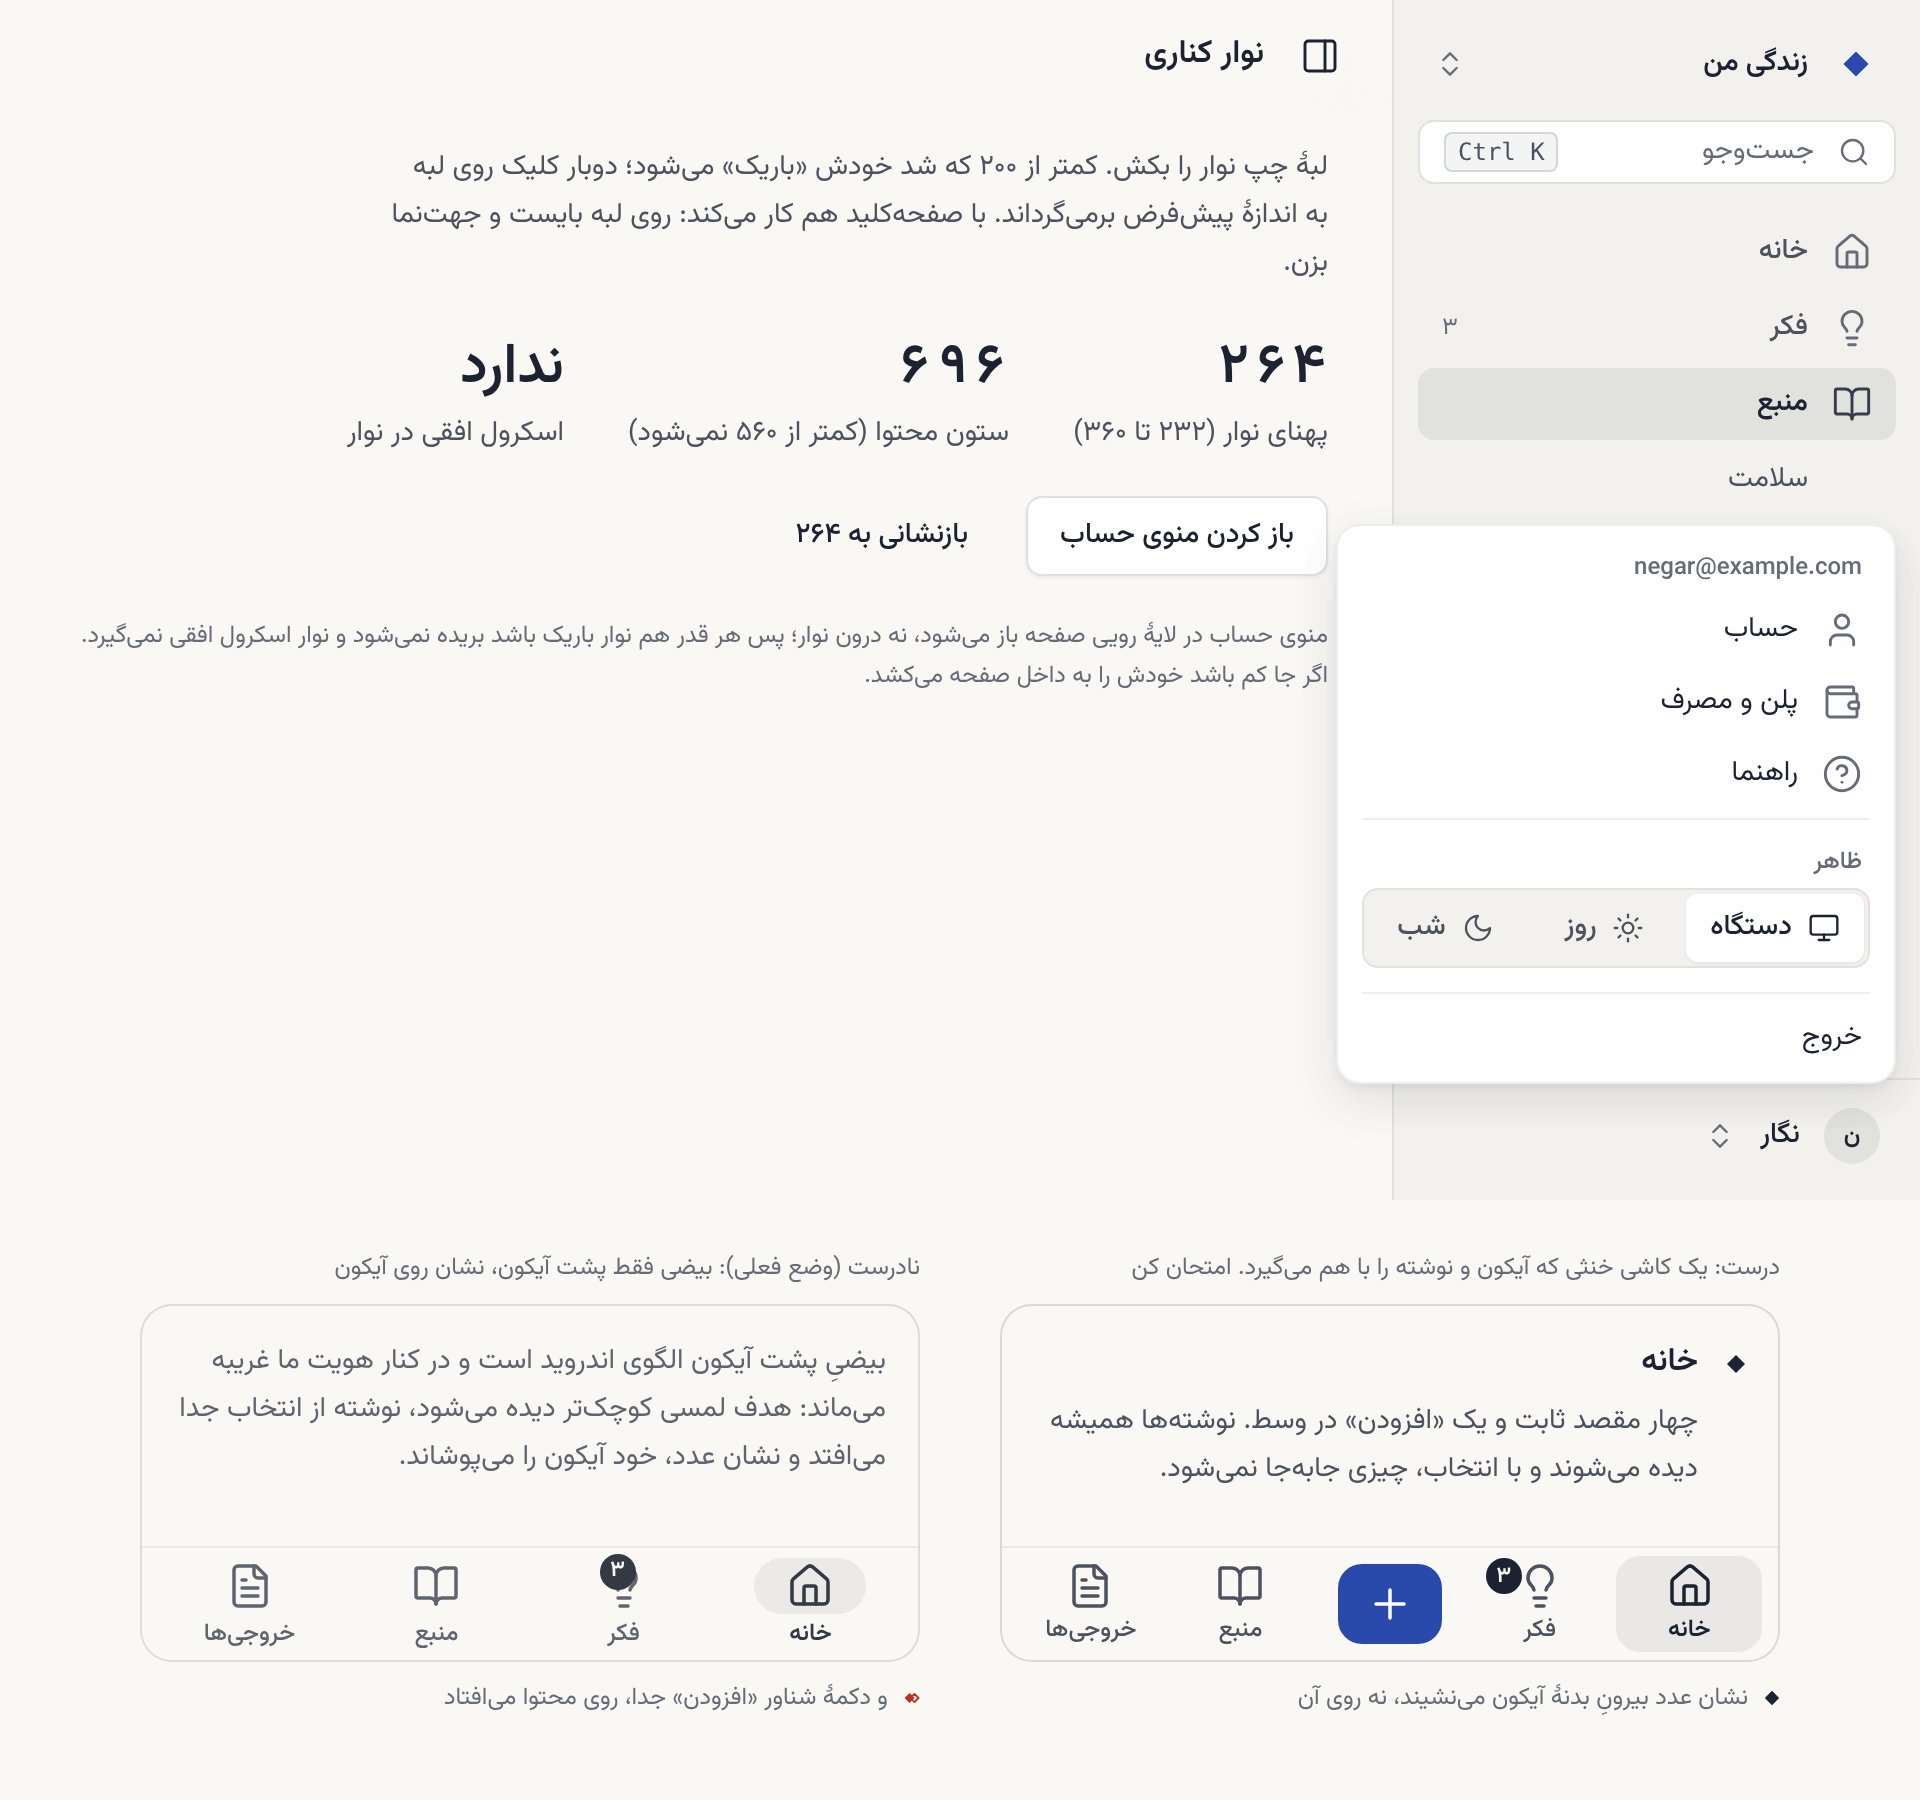 زندگی من
جست‌وجو
Ctrl K
خانه
فکر
۳
منبع
سلامت
negar@example.com
حساب
پلن و مصرف
راهنما
ظاهر
دستگاه
روز
شب
خروج
ن
نگار
نوار کناری
لبهٔ چپ نوار را بکش. کمتر از ۲۰۰ که شد خودش «باریک» می‌شود؛ دوبار کلیک روی لبه
به اندازهٔ پیش‌فرض برمی‌گرداند. با صفحه‌کلید هم کار می‌کند: روی لبه بایست و جهت‌نما
بزن.
۲۶۴
پهنای نوار (۲۳۲ تا ۳۶۰)
۶۹۶
ستون محتوا (کمتر از ۵۶۰ نمی‌شود)
ندارد
اسکرول افقی در نوار
باز کردن منوی حساب
بازنشانی به ۲۶۴
منوی حساب در لایهٔ رویی صفحه باز می‌شود، نه درون نوار؛ پس هر قدر هم نوار باریک باشد بریده نمی‌شود و نوار اسکرول افقی نمی‌گیرد.
اگر جا کم باشد خودش را به داخل صفحه می‌کشد.
درست: یک کاشی خنثی که آیکون و نوشته را با هم می‌گیرد. امتحان کن
خانه
چهار مقصد ثابت و یک «افزودن» در وسط. نوشته‌ها همیشه
دیده می‌شوند و با انتخاب، چیزی جابه‌جا نمی‌شود.
خانه
۳
فکر
منبع
خروجی‌ها
نشان عدد بیرونِ بدنهٔ آیکون می‌نشیند، نه روی آن
نادرست (وضع فعلی): بیضی فقط پشت آیکون، نشان روی آیکون
بیضیِ پشت آیکون الگوی اندروید است و در کنار هویت ما غریبه
می‌ماند: هدف لمسی کوچک‌تر دیده می‌شود، نوشته از انتخاب جدا
می‌افتد و نشان عدد، خود آیکون را می‌پوشاند.
خانه
۳
فکر
منبع
خروجی‌ها
و دکمهٔ شناور «افزودن» جدا، روی محتوا می‌افتاد